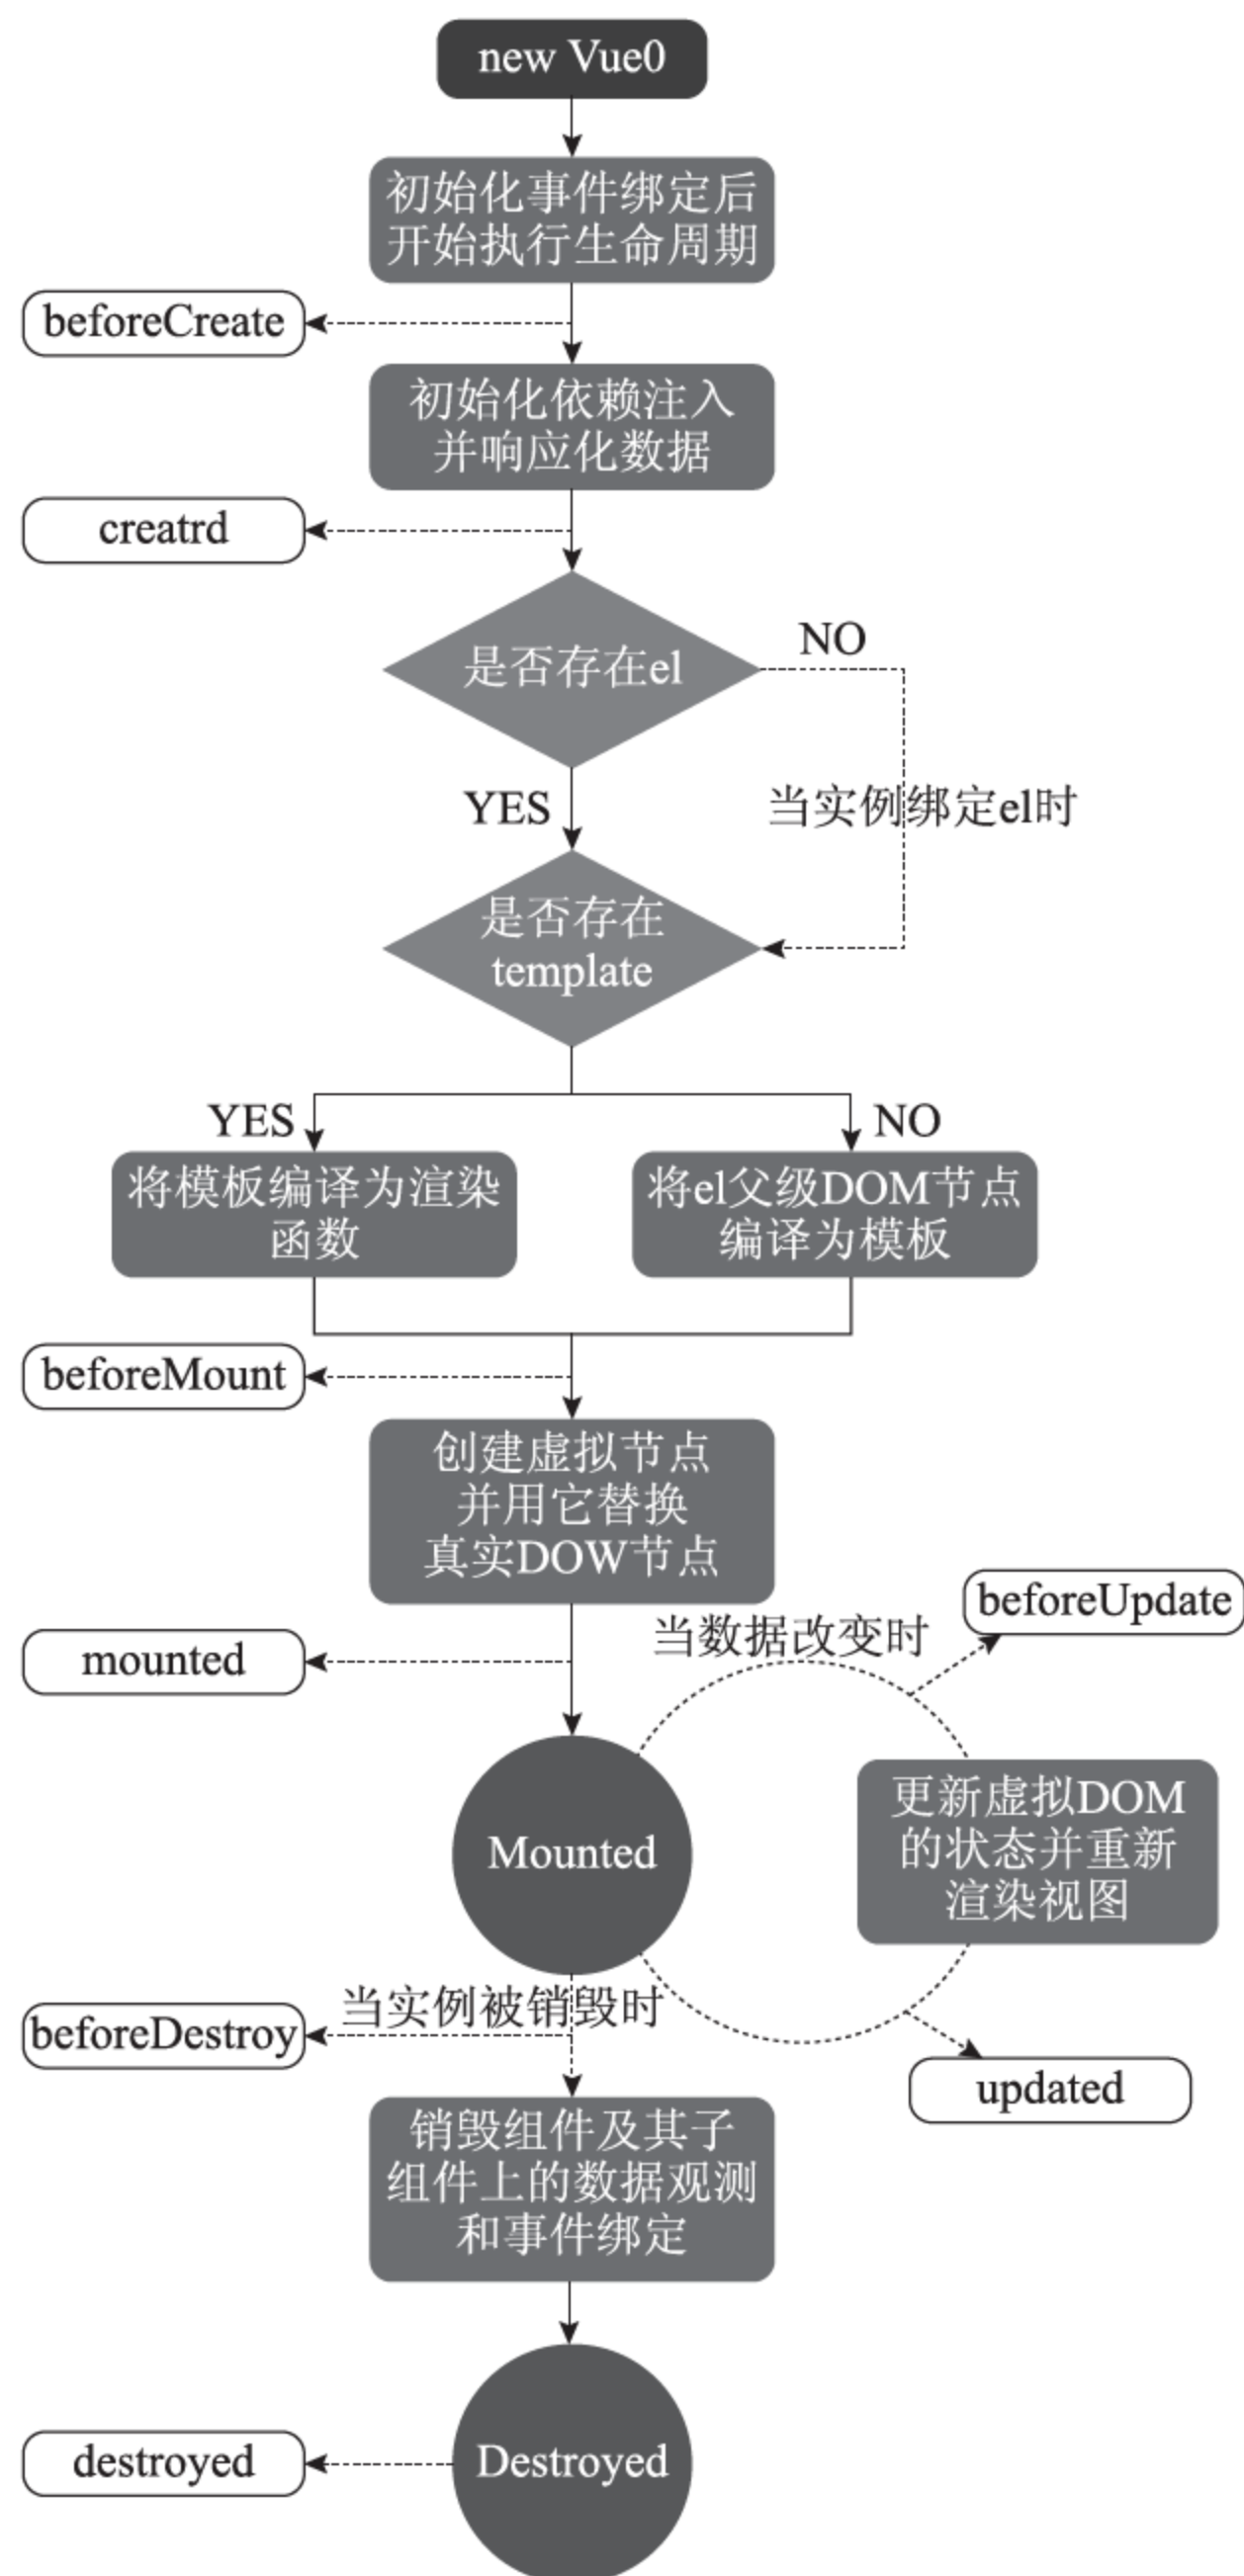 new Vue0
初始化事件绑定后
开始执行生命周期
beforeCreate
初始化依赖注入
并响应化数据
creatrd
是否存在el
NO
YES
当实例绑定el时
是否存在
template
YES
NO
将模板编译为渲染
函数
将el父级DOM节点
编译为模板
beforeMount
创建虚拟节点
并用它替换
真实DOW节点
beforeUpdate
当数据改变时
mounted
更新虚拟DOM
的状态并重新
渲染视图
Mounted
当实例被销毁时
beforeDestroy
updated
销毁组件及其子
组件上的数据观测
和事件绑定
destroyed
Destroyed